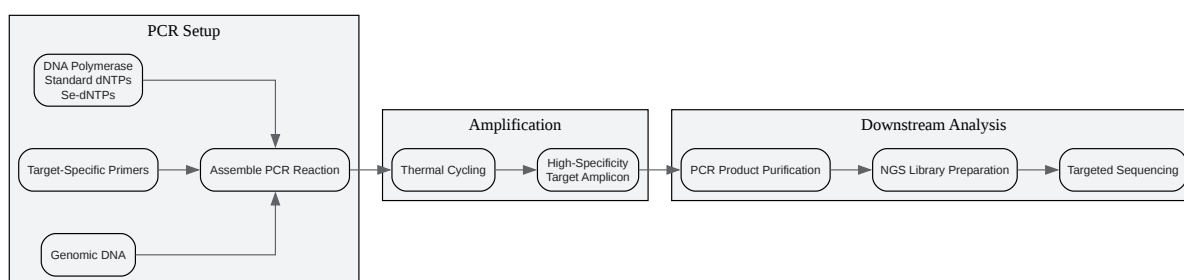 PCR Setup
DNA Polymerase
Standard dNTPs
Se-dNTPs
Target-Specific Primers
Assemble PCR Reaction
Genomic DNA
Amplification
Thermal Cycling
High-Specificity
Target Amplicon
Downstream Analysis
PCR Product Purification
NGS Library Preparation
Targeted Sequencing